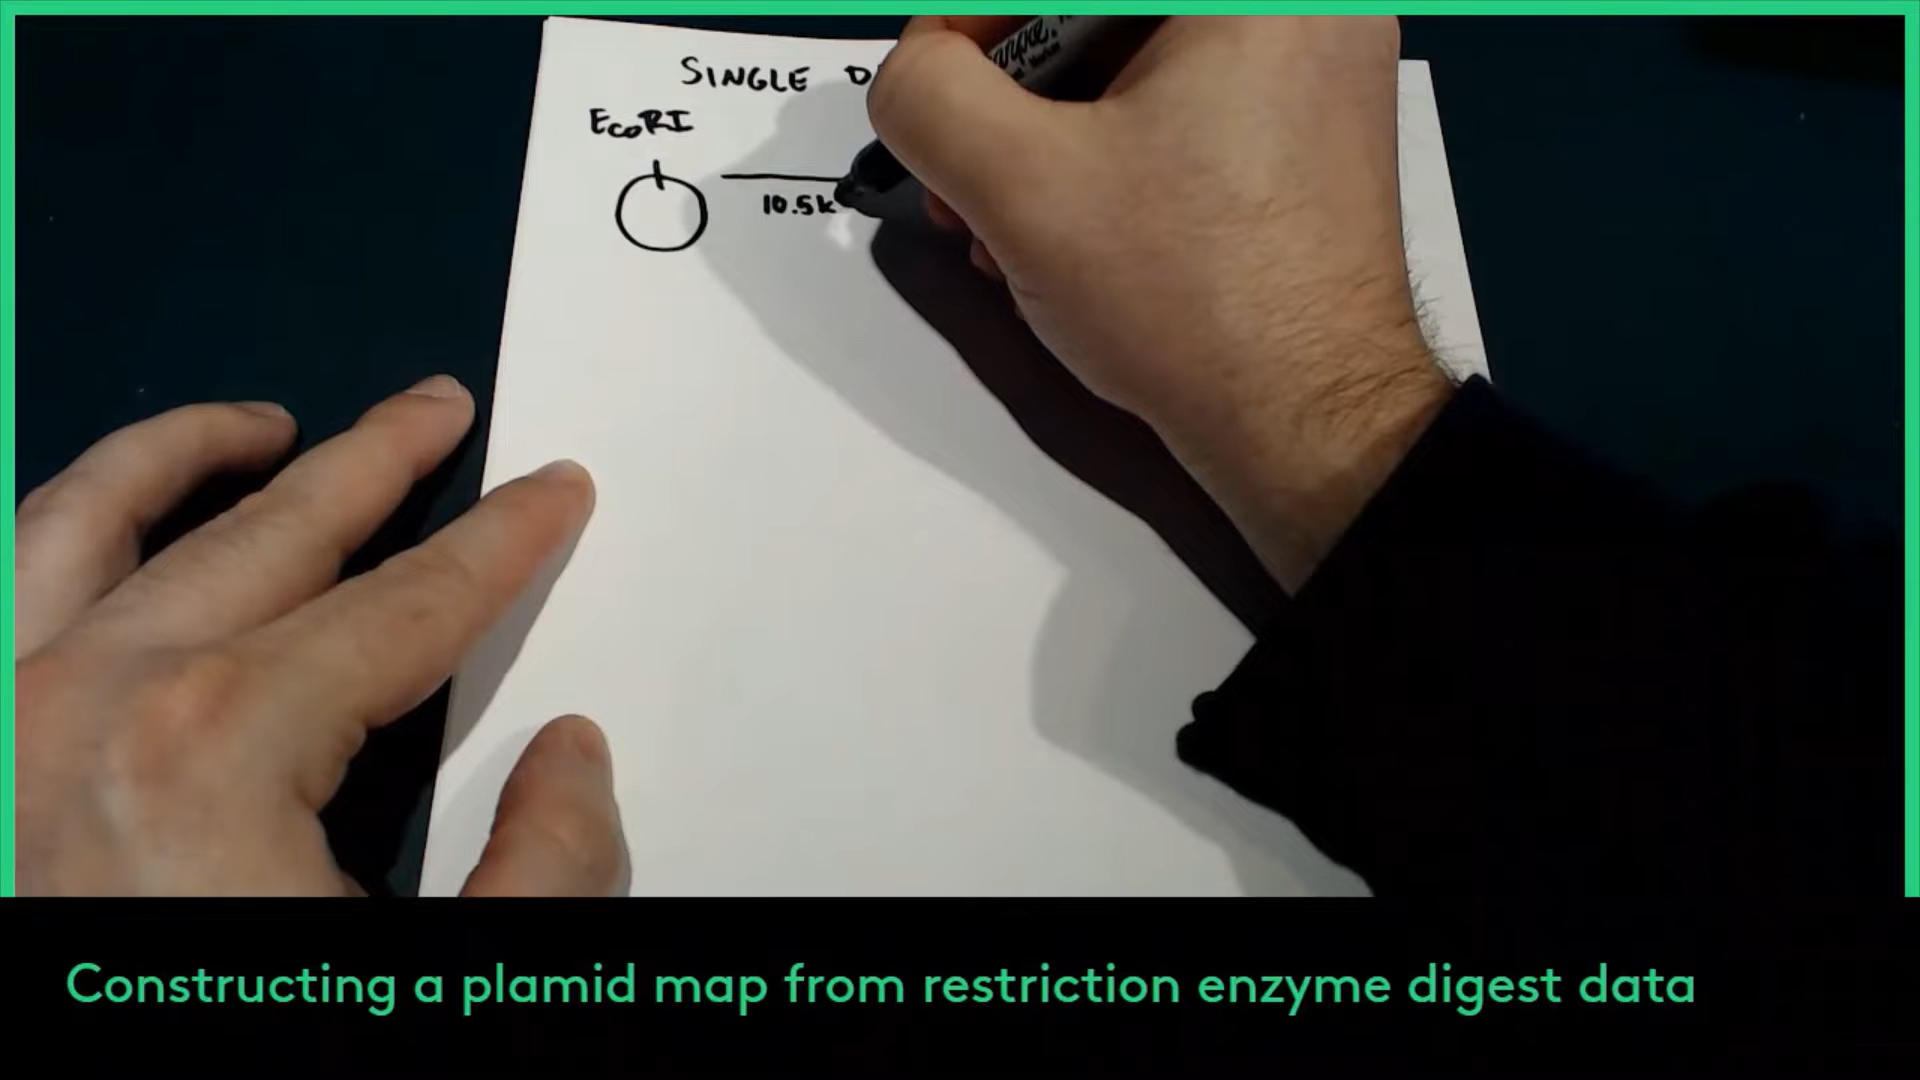 SINGLE D
EcoRI
10.5k
Constructing a plamid map from restriction enzyme digest data